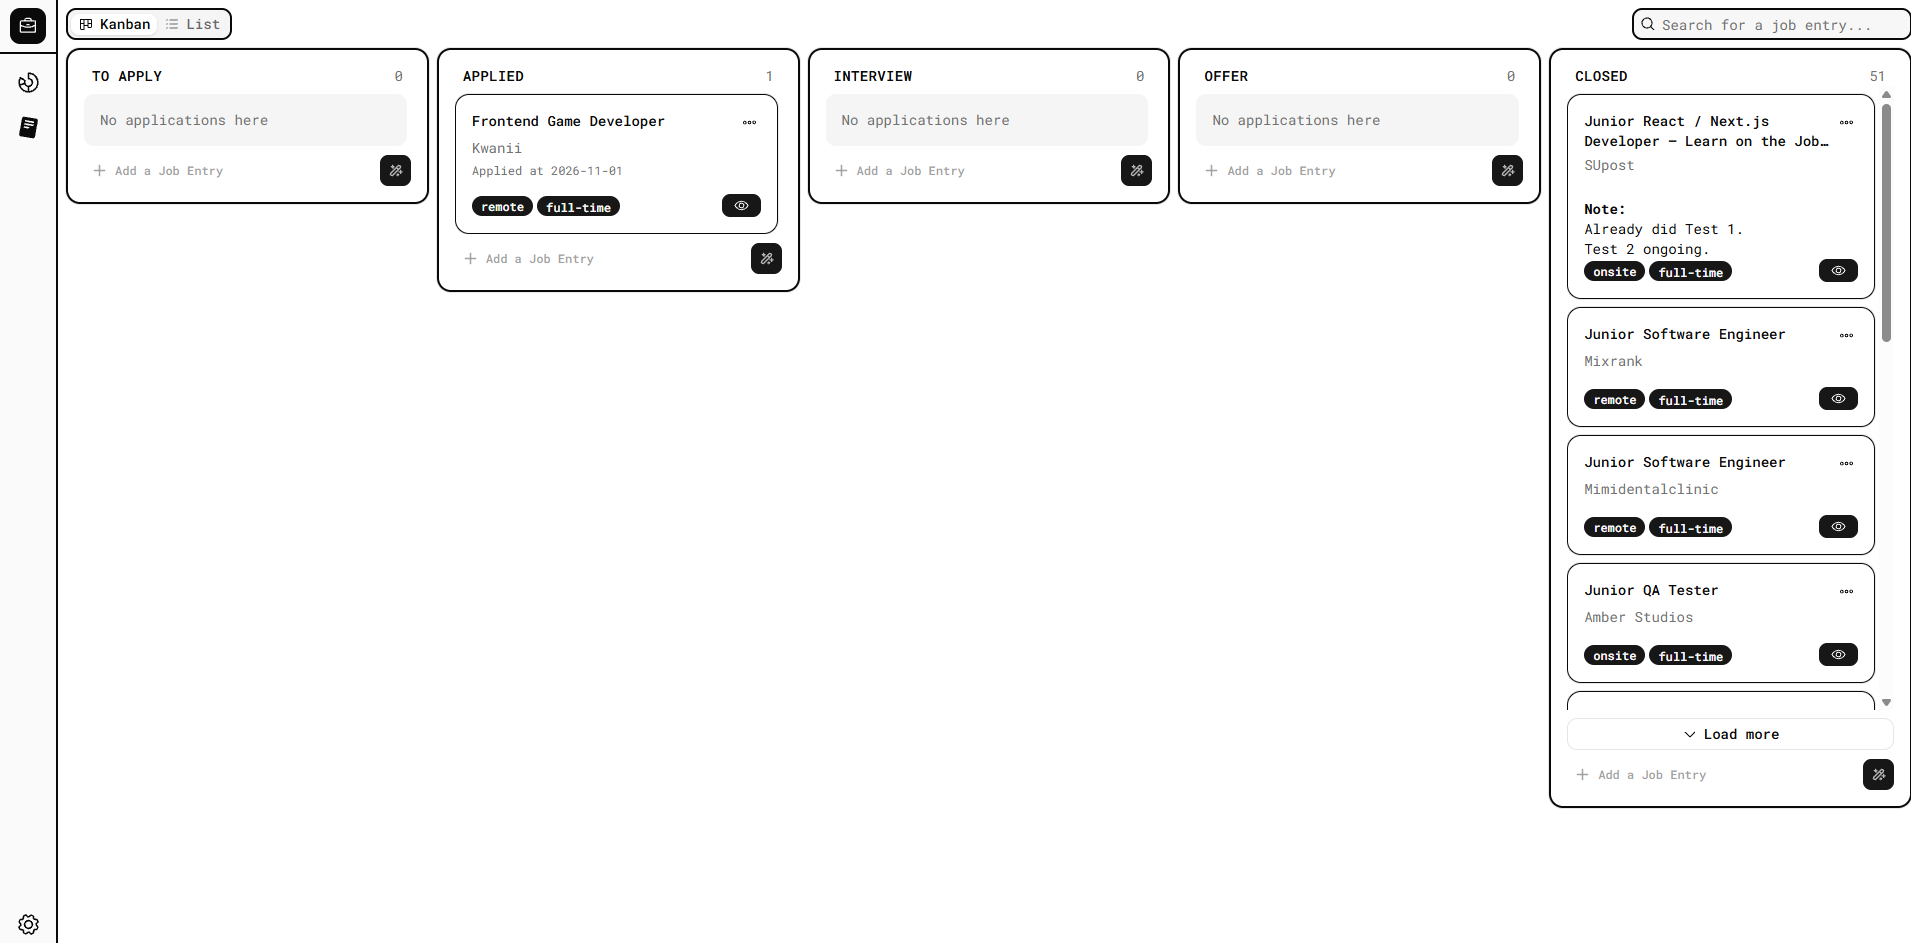 Kanban
List
Search for a job entry...
TO APPLY 0
No applications here
Add a Job Entry
APPLIED 1
Frontend Game Developer
Kwanii
Applied at 2026-11-01
remote full-time
Add a Job Entry
INTERVIEW 0
No applications here
Add a Job Entry
OFFER 0
No applications here
Add a Job Entry
CLOSED 51
Junior React / Next.js
Developer – Learn on the Job…
SUpost
Note:
Already did Test 1.
Test 2 ongoing.
onsite full-time
Junior Software Engineer
Mixrank
remote full-time
Junior Software Engineer
Mimidentalclinic
remote full-time
Junior QA Tester
Amber Studios
onsite full-time
Load more
Add a Job Entry